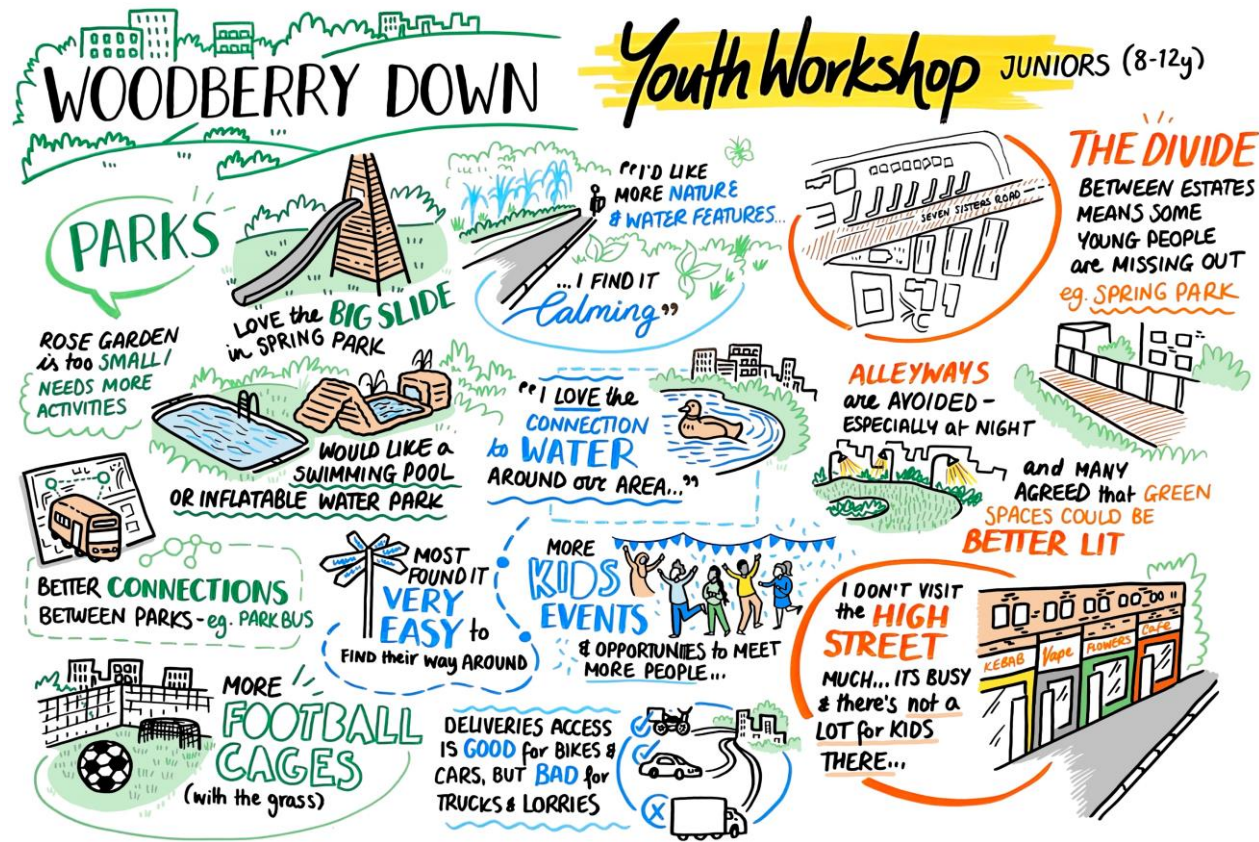 WOODBERRY DOWN
Youth Workshop JUNIORS (8-12y)
PARKS
LOVE the BIG SLIDE
in SPRING PARK
ROSE GARDEN
is too SMALL/
NEEDS MORE
ACTIVITIES
WOULD LIKE a
SWIMMING POOL
OR INFLATABLE WATER PARK
BETTER CONNECTIONS
BETWEEN PARKS - eg. PARK BUS
MORE
FOOTBALL
CAGES
(with the grass)
"I'D LIKE
MORE NATURE
& WATER FEATURES...
...I FIND IT
Calming"
"I LOVE the
CONNECTION
to WATER
AROUND our AREA..."
MOST
FOUND IT
VERY
EASY to
FIND their way AROUND
MORE
KIDS
EVENTS
& OPPORTUNITIES to MEET
MORE PEOPLE...
DELIVERIES ACCESS
IS GOOD for BIKES &
CARS, BUT BAD for
TRUCKS & LORRIES
SEVEN SISTERS ROAD
THE DIVIDE
BETWEEN ESTATES
MEANS SOME
YOUNG PEOPLE
are MISSING OUT
eg. SPRING PARK
ALLEYWAYS
are AVOIDED -
ESPECIALLY at NIGHT
and MANY
AGREED that GREEN
SPACES COULD BE
BETTER LIT
I DON'T VISIT
the HIGH
STREET
MUCH... ITS BUSY
& there's not a
LOT for KIDS
THERE...
KEBAB
Vape
FLOWERS
Cafe